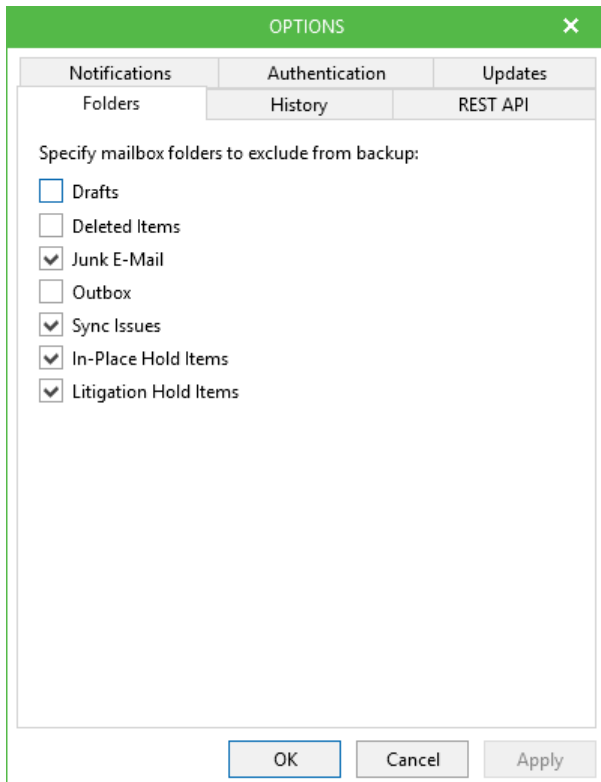 OPTIONS
Notifications Authentication Updates
Folders History REST API
Specify mailbox folders to exclude from backup:
Drafts
Deleted Items
Junk E-Mail
Outbox
Sync Issues
In-Place Hold Items
Litigation Hold Items
OK Cancel Apply